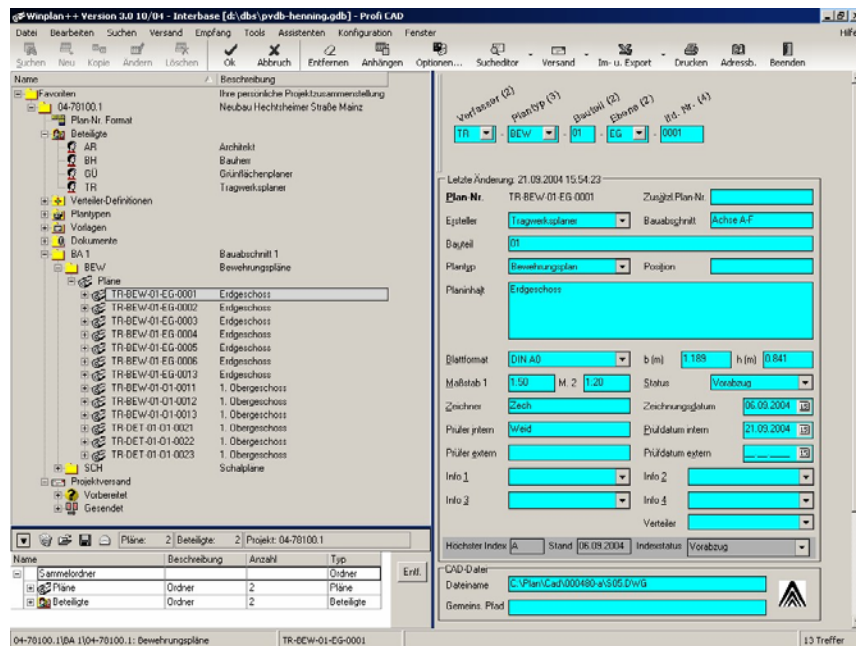 Winplan++ Version 3.0 10/04 - Interbase [d:\dbs\pvdb-henning.gdb] - Profi CAD
Datei Bearbeiten Suchen Versand Empfang Tools Assistenten Konfiguration Fenster Hilfe
Suchen Neu Kopie Ändern Löschen Ok Abbruch Entfernen Anhängen Optionen... Sucheditor Versand Im- u. Export Drucken Adressb. Beenden
Name Beschreibung
Favoriten Ihre persönliche Projektzusammenstellung
04-78100.1 Neubau Hechtsheimer Straße Mainz
Plan-Nr. Format
Beteiligte
AR Architekt
BH Bauherr
GÜ Grünflächenplaner
TR Tragwerksplaner
Verteiler-Definitionen
Plantypen
Vorlagen
Dokumente
BA 1 Bauabschnitt 1
BEW Bewehrungspläne
Pläne
TR-BEW-01-EG-0001 Erdgeschoss
TR-BEW-01-EG-0002 Erdgeschoss
TR-BEW-01-EG-0003 Erdgeschoss
TR-BEW-01-EG-0004 Erdgeschoss
TR-BEW-01-EG-0005 Erdgeschoss
TR-BEW-01-EG-0006 Erdgeschoss
TR-BEW-01-EG-0013 Erdgeschoss
TR-BEW-01-O1-0011 1. Obergeschoss
TR-BEW-01-O1-0012 1. Obergeschoss
TR-BEW-01-O1-0013 1. Obergeschoss
TR-DET-01-O1-0021 1. Obergeschoss
TR-DET-01-O1-0022 1. Obergeschoss
TR-DET-01-O1-0023 1. Obergeschoss
SCH Schalpläne
Projektversand
Vorbereitet
Gesendet
Pläne: 2 Beteiligte: 2 Projekt: 04-78100.1
Name Beschreibung Anzahl Typ
Sammelordner Ordner
Pläne Ordner 2 Pläne
Beteiligte Ordner 2 Beteiligte
Entf.
Verfasser (2) Plantyp (3) Bauteil (2) Ebene (2) lfd. Nr. (4)
TR - BEW - 01 - EG - 0001
Letzte Änderung: 21.09.2004 15:54:23
Plan-Nr. TR-BEW-01-EG-0001 Zusätzl.Plan-Nr.
Ersteller Tragwerksplaner Bauabschnitt Achse A-F
Bauteil 01
Plantyp Bewehrungsplan Position
Planinhalt Erdgeschoss
Blattformat DIN A0 b (m) 1.189 h (m) 0.841
Maßstab 1 1:50 M. 2 1:20 Status Vorabzug
Zeichner Zech Zeichnungsdatum 06.09.2004
Prüfer intern Weid Prüfdatum intern 21.09.2004
Prüfer extern Prüfdatum extern __.__.____
Info 1 Info 2
Info 3 Info 4
Verteiler
Höchster Index A Stand 06.09.2004 Indexstatus Vorabzug
CAD-Datei
Dateiname C:\Plan\Cad\000480-a\S05.DWG
Gemeins. Pfad
04-78100.1\BA 1\04-78100.1: Bewehrungspläne TR-BEW-01-EG-0001 13 Treffer